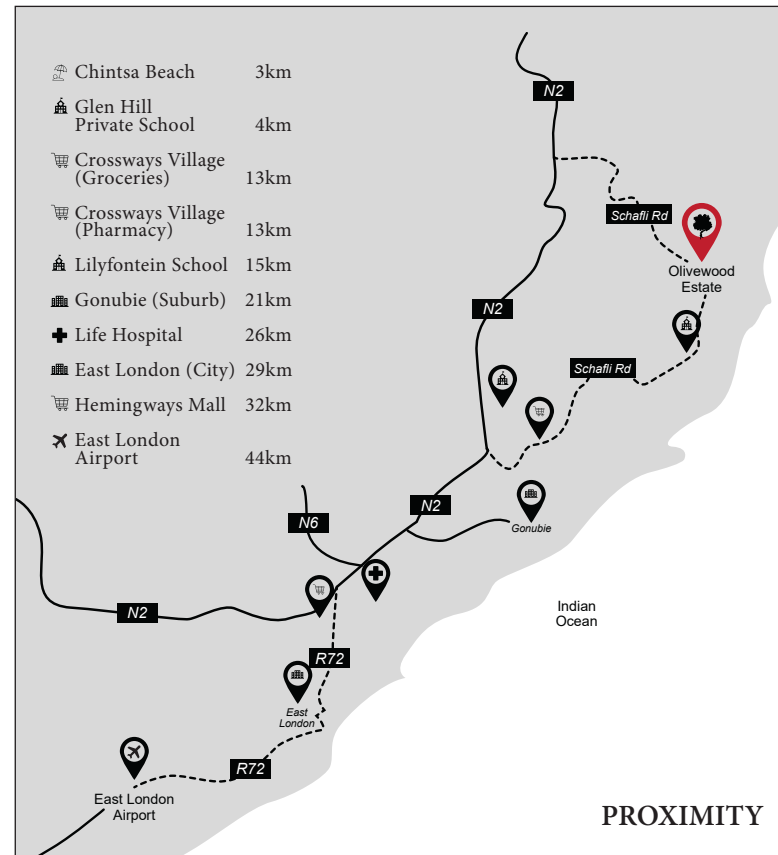 Chintsa Beach 3km
Glen Hill
Private School 4km
Crossways Village
(Groceries) 13km
Crossways Village
(Pharmacy) 13km
Lilyfontein School 15km
Gonubie (Suburb) 21km
Life Hospital 26km
East London (City) 29km
Hemingways Mall 32km
East London
Airport 44km
N2
Schafli Rd
Olivewood
Estate
N2
Schafli Rd
N2
N6
Gonubie
N2
Indian
Ocean
R72
East
London
R72
East London
Airport
PROXIMITY